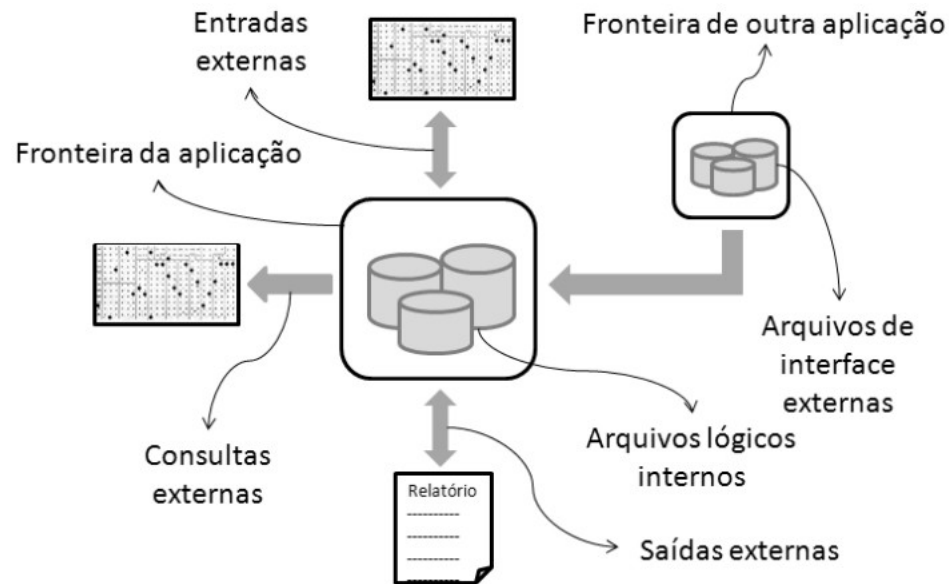 Entradas
externas
Fronteira de outra aplicação
Fronteira da aplicação
Arquivos de
interface
externas
Arquivos lógicos
internos
Consultas
externas
Relatório
Saídas externas